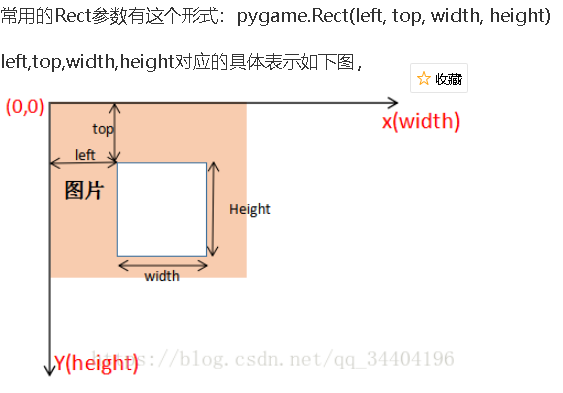 常用的Rect参数有这个形式：pygame.Rect(left, top, width, height)
left,top,width,height对应的具体表示如下图，
收藏
(0,0)
x(width)
top
left
图片
Height
width
https://blog.csdn.net/qq_34404196
Y(height)